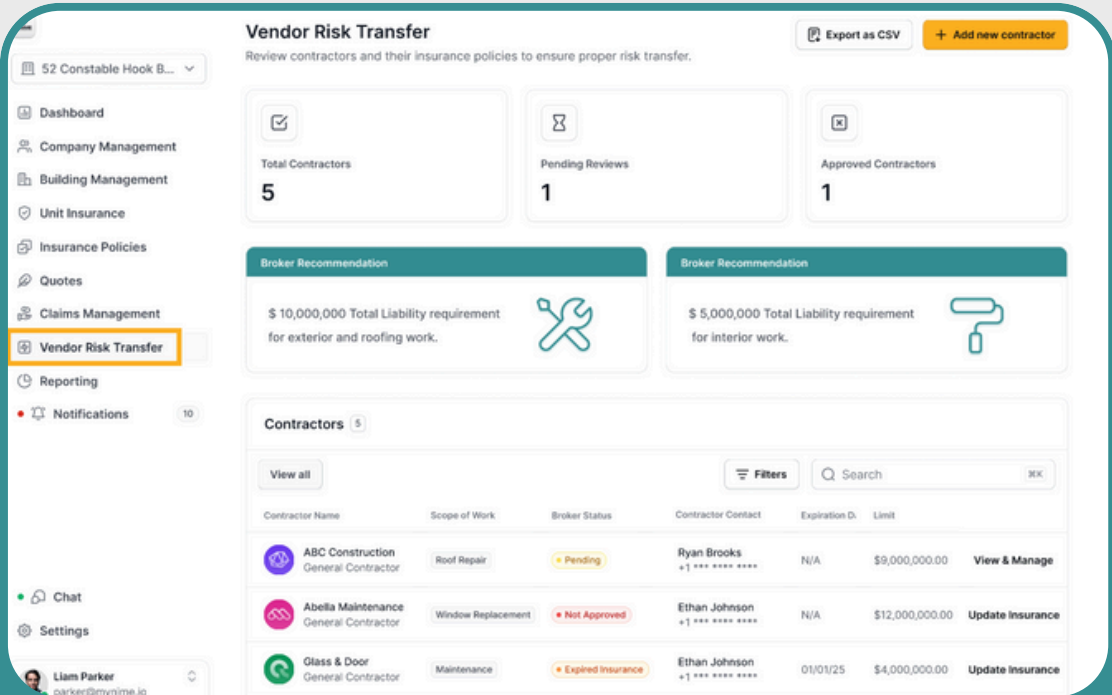 52 Constable Hook B...
Dashboard
Company Management
Building Management
Unit Insurance
Insurance Policies
Quotes
Claims Management
Vendor Risk Transfer
Reporting
Notifications 10
Chat
Settings
Liam Parker
parker@mynime.io
Vendor Risk Transfer
Review contractors and their insurance policies to ensure proper risk transfer.
Export as CSV
+ Add new contractor
Total Contractors
5
Pending Reviews
1
Approved Contractors
1
Broker Recommendation
$ 10,000,000 Total Liability requirement
for exterior and roofing work.
Broker Recommendation
$ 5,000,000 Total Liability requirement
for interior work.
Contractors 5
View all Filters Search ⌘K
Contractor Name Scope of Work Broker Status Contractor Contact Expiration D. Limit
ABC Construction
General Contractor
Roof Repair
Pending
Ryan Brooks
+1 *** **** ****
N/A
$9,000,000.00
View & Manage
Abella Maintenance
General Contractor
Window Replacement
Not Approved
Ethan Johnson
+1 *** **** ****
N/A
$12,000,000.00
Update Insurance
Glass & Door
General Contractor
Maintenance
Expired Insurance
Ethan Johnson
+1 *** **** ****
01/01/25
$4,000,000.00
Update Insurance